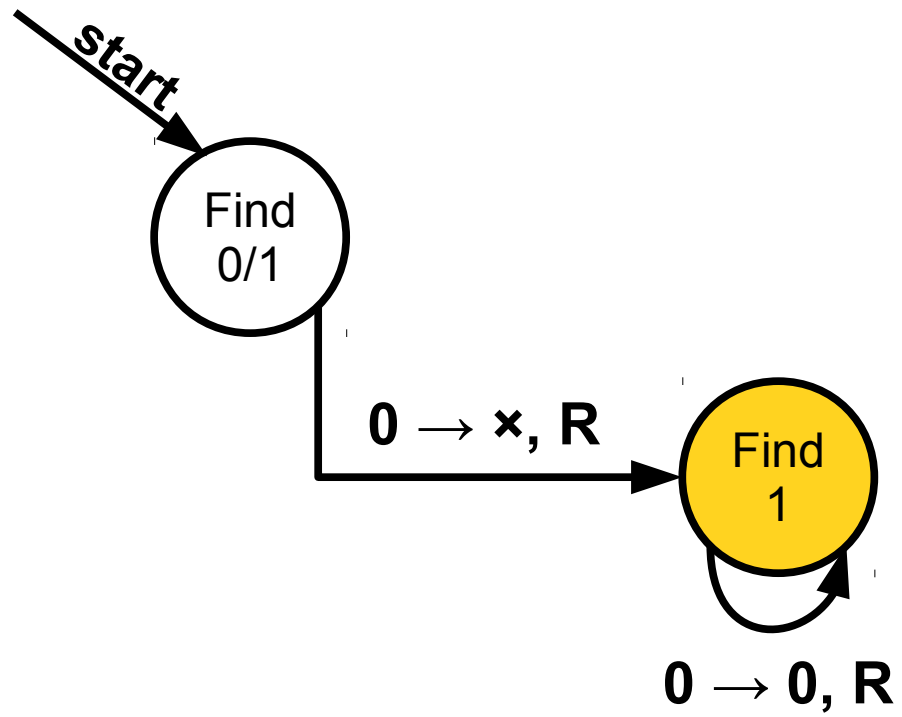 start
Find
0/1
0 → ×, R
Find
1
0 → 0, R